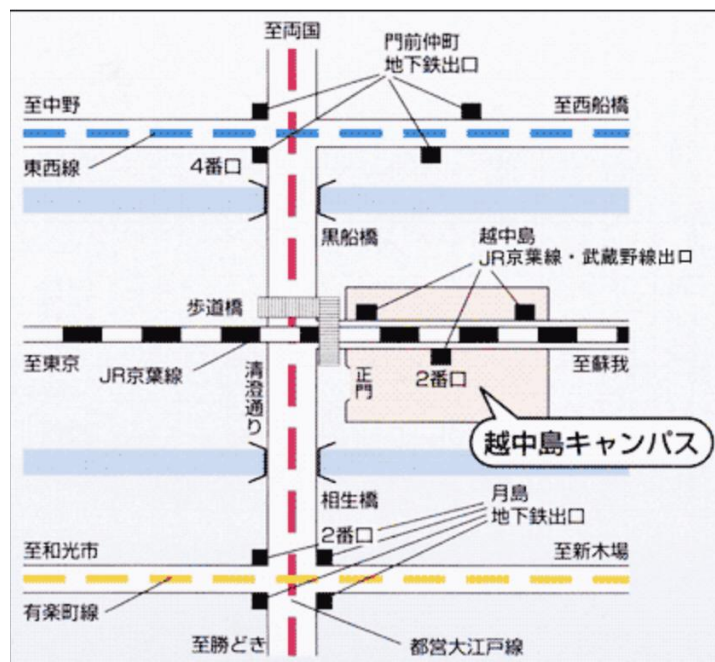 至両国
門前仲町
地下鉄出口
至中野
至西船橋
東西線
4番口
黒船橋
越中島
JR京葉線・武蔵野線出口
歩道橋
至東京
JR京葉線
清澄通り
正門
2番口
至蘇我
越中島キャンパス
相生橋
月島
地下鉄出口
2番口
至和光市
至新木場
有楽町線
至勝どき
都営大江戸線